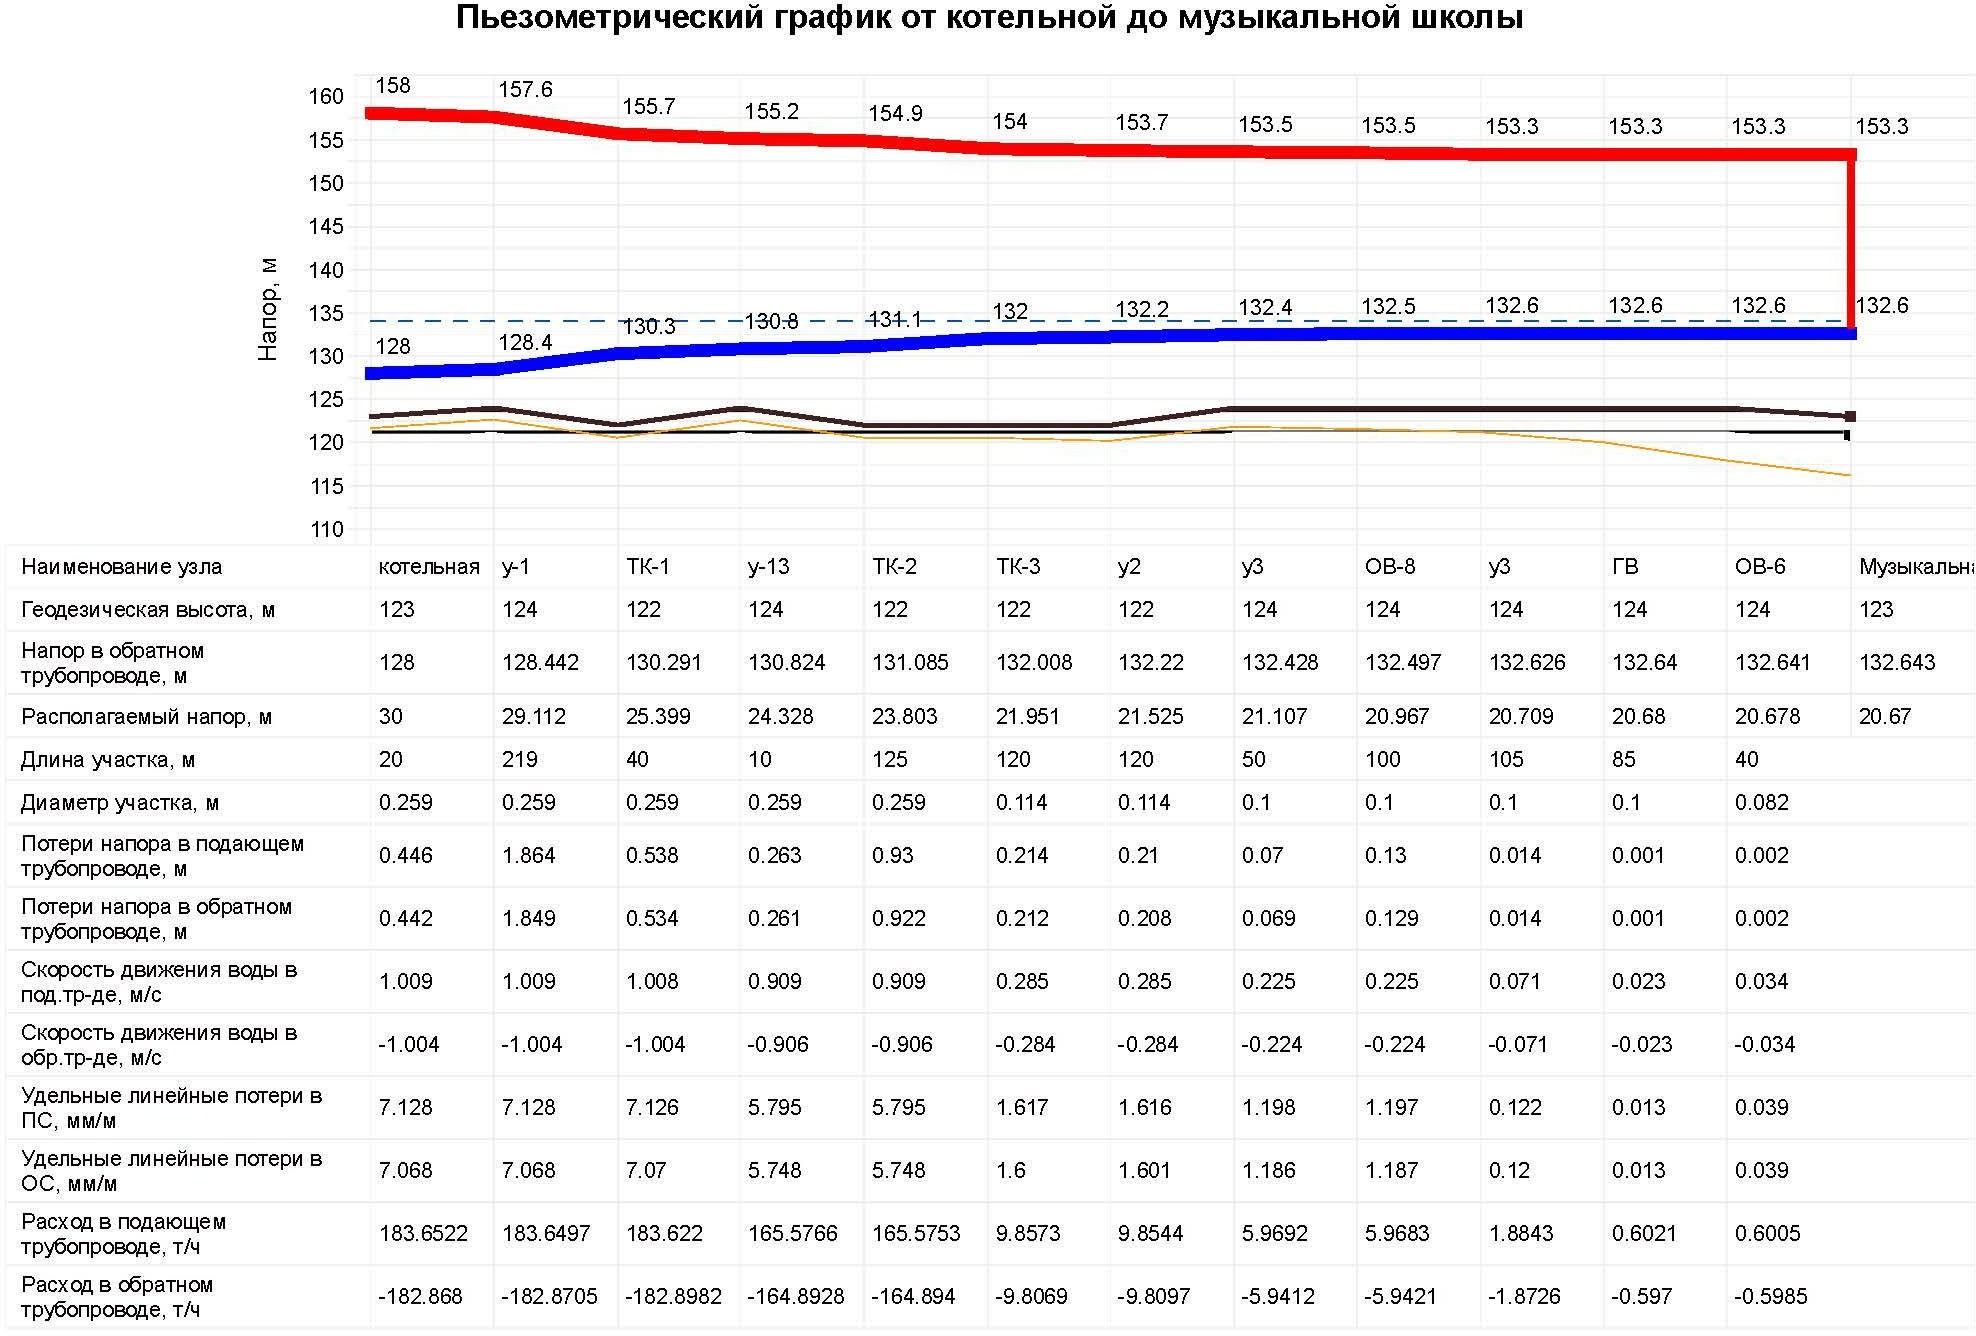 Пьезометрический график от котельной до музыкальной школы
Напор, м
160
155
150
145
140
135
130
125
120
115
110
158 157.6 155.7 155.2 154.9 154 153.7 153.5 153.5 153.3 153.3 153.3 153.3
128 128.4 130.3 130.8 131.1 132 132.2 132.4 132.5 132.6 132.6 132.6 132.6
Наименование узла котельная у-1 ТК-1 у-13 ТК-2 ТК-3 у2 у3 ОВ-8 у3 ГВ ОВ-6 Музыкальна
Геодезическая высота, м 123 124 122 124 122 122 122 124 124 124 124 124 123
Напор в обратном
трубопроводе, м 128 128.442 130.291 130.824 131.085 132.008 132.22 132.428 132.497 132.626 132.64 132.641 132.643
Располагаемый напор, м 30 29.112 25.399 24.328 23.803 21.951 21.525 21.107 20.967 20.709 20.68 20.678 20.67
Длина участка, м 20 219 40 10 125 120 120 50 100 105 85 40
Диаметр участка, м 0.259 0.259 0.259 0.259 0.259 0.114 0.114 0.1 0.1 0.1 0.1 0.082
Потери напора в подающем
трубопроводе, м 0.446 1.864 0.538 0.263 0.93 0.214 0.21 0.07 0.13 0.014 0.001 0.002
Потери напора в обратном
трубопроводе, м 0.442 1.849 0.534 0.261 0.922 0.212 0.208 0.069 0.129 0.014 0.001 0.002
Скорость движения воды в
под.тр-де, м/с 1.009 1.009 1.008 0.909 0.909 0.285 0.285 0.225 0.225 0.071 0.023 0.034
Скорость движения воды в
обр.тр-де, м/с -1.004 -1.004 -1.004 -0.906 -0.906 -0.284 -0.284 -0.224 -0.224 -0.071 -0.023 -0.034
Удельные линейные потери в
ПС, мм/м 7.128 7.128 7.126 5.795 5.795 1.617 1.616 1.198 1.197 0.122 0.013 0.039
Удельные линейные потери в
ОС, мм/м 7.068 7.068 7.07 5.748 5.748 1.6 1.601 1.186 1.187 0.12 0.013 0.039
Расход в подающем
трубопроводе, т/ч 183.6522 183.6497 183.622 165.5766 165.5753 9.8573 9.8544 5.9692 5.9683 1.8843 0.6021 0.6005
Расход в обратном
трубопроводе, т/ч -182.868 -182.8705 -182.8982 -164.8928 -164.894 -9.8069 -9.8097 -5.9412 -5.9421 -1.8726 -0.597 -0.5985